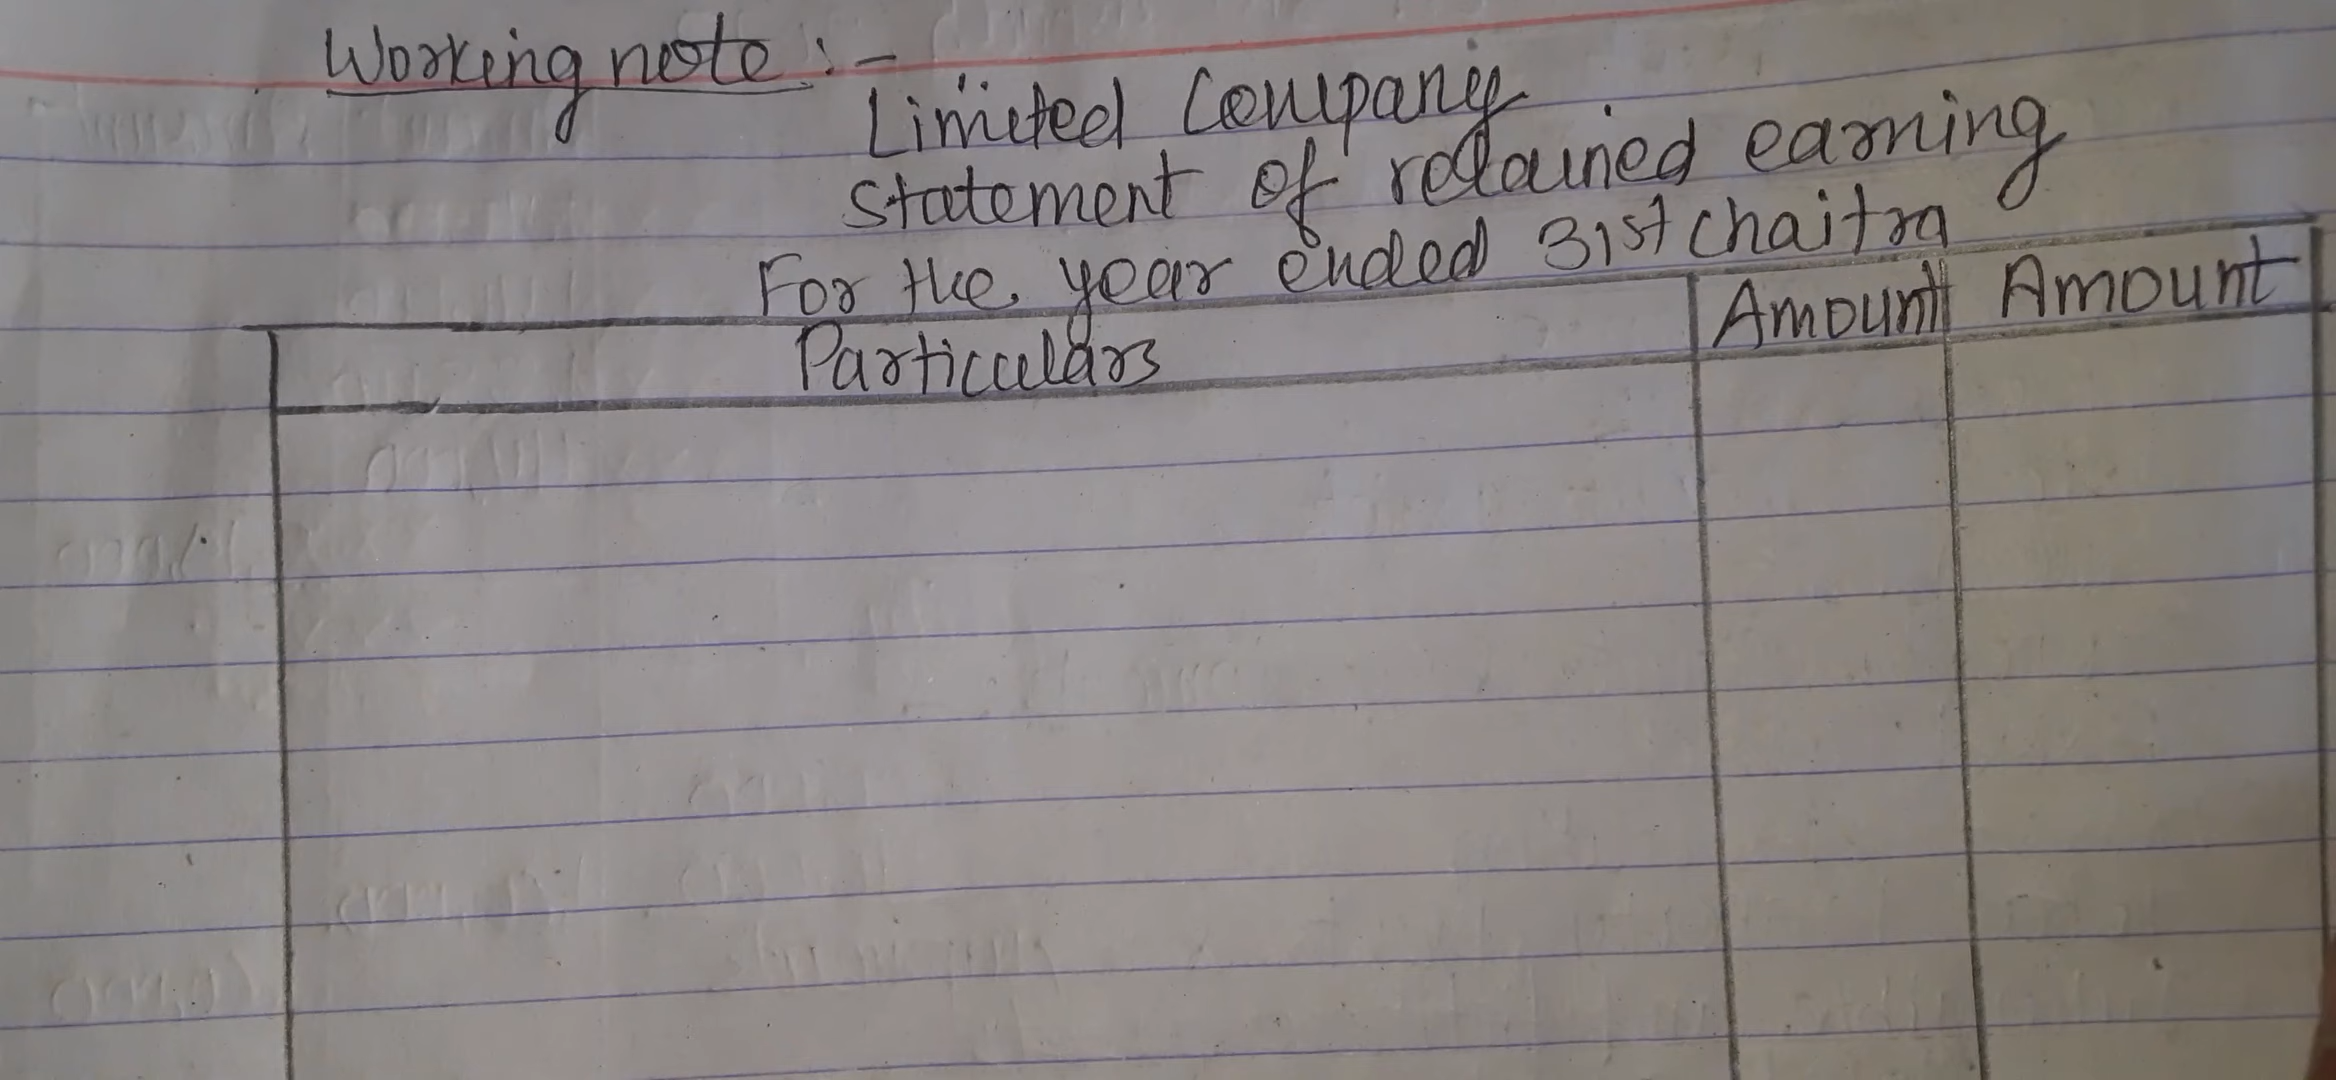 Working note :-
Limited Company
Statement of retained earning
For the year ended 31st chaitra
Particulars Amount Amount